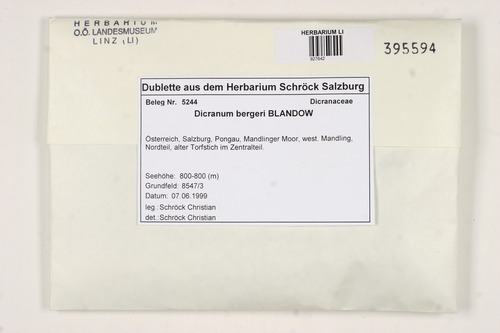 HERBARIUM
O.Ö. LANDESMUSEUM
LINZ (LI)
HERBARIUM LI
927642
395594
Dublette aus dem Herbarium Schröck Salzburg
Beleg Nr. 5244 Dicranaceae
Dicranum bergeri BLANDOW
Österreich, Salzburg, Pongau, Mandlinger Moor, west. Mandling,
Nordteil, alter Torfstich im Zentralteil.
Seehöhe: 800-800 (m)
Grundfeld: 8547/3
Datum: 07.06.1999
leg.:Schröck Christian
det.:Schröck Christian